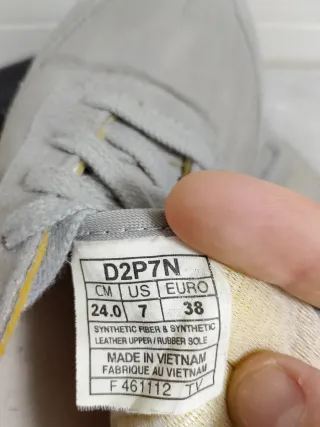 D2P7N
CM US EURO
24.0 7 38
SYNTHETIC FIBER & SYNTHETIC
LEATHER UPPER / RUBBER SOLE
MADE IN VIETNAM
FABRIQUE AU VIETNAM
F 461112 TV